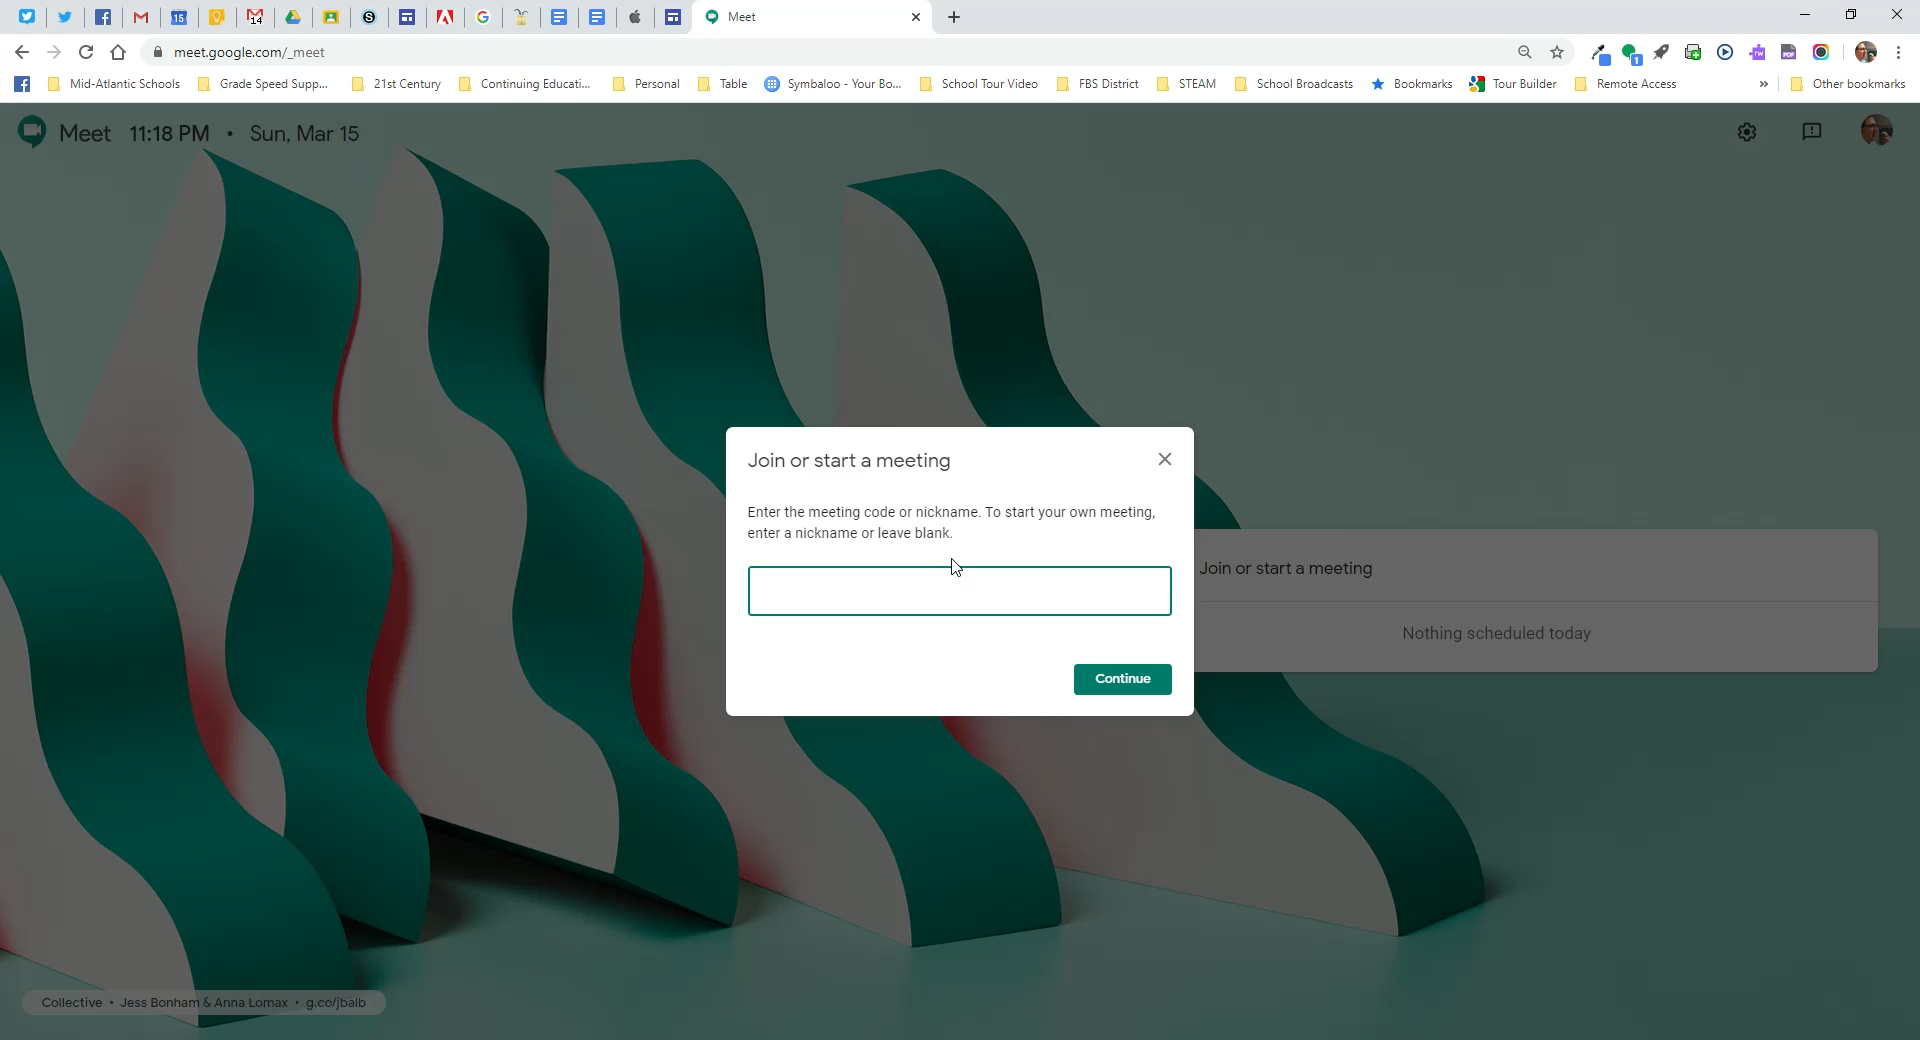 Meet
meet.google.com/_meet
Mid-Atlantic Schools
Grade Speed Supp...
21st Century
Continuing Educati...
Personal
Table
Symbaloo - Your Bo...
School Tour Video
FBS District
STEAM
School Broadcasts
Bookmarks
Tour Builder
Remote Access
»
Other bookmarks
Meet 11:18 PM • Sun, Mar 15
Join or start a meeting
Enter the meeting code or nickname. To start your own meeting,
enter a nickname or leave blank.
Continue
Join or start a meeting
Nothing scheduled today
Collective • Jess Bonham & Anna Lomax • g.co/jbalb